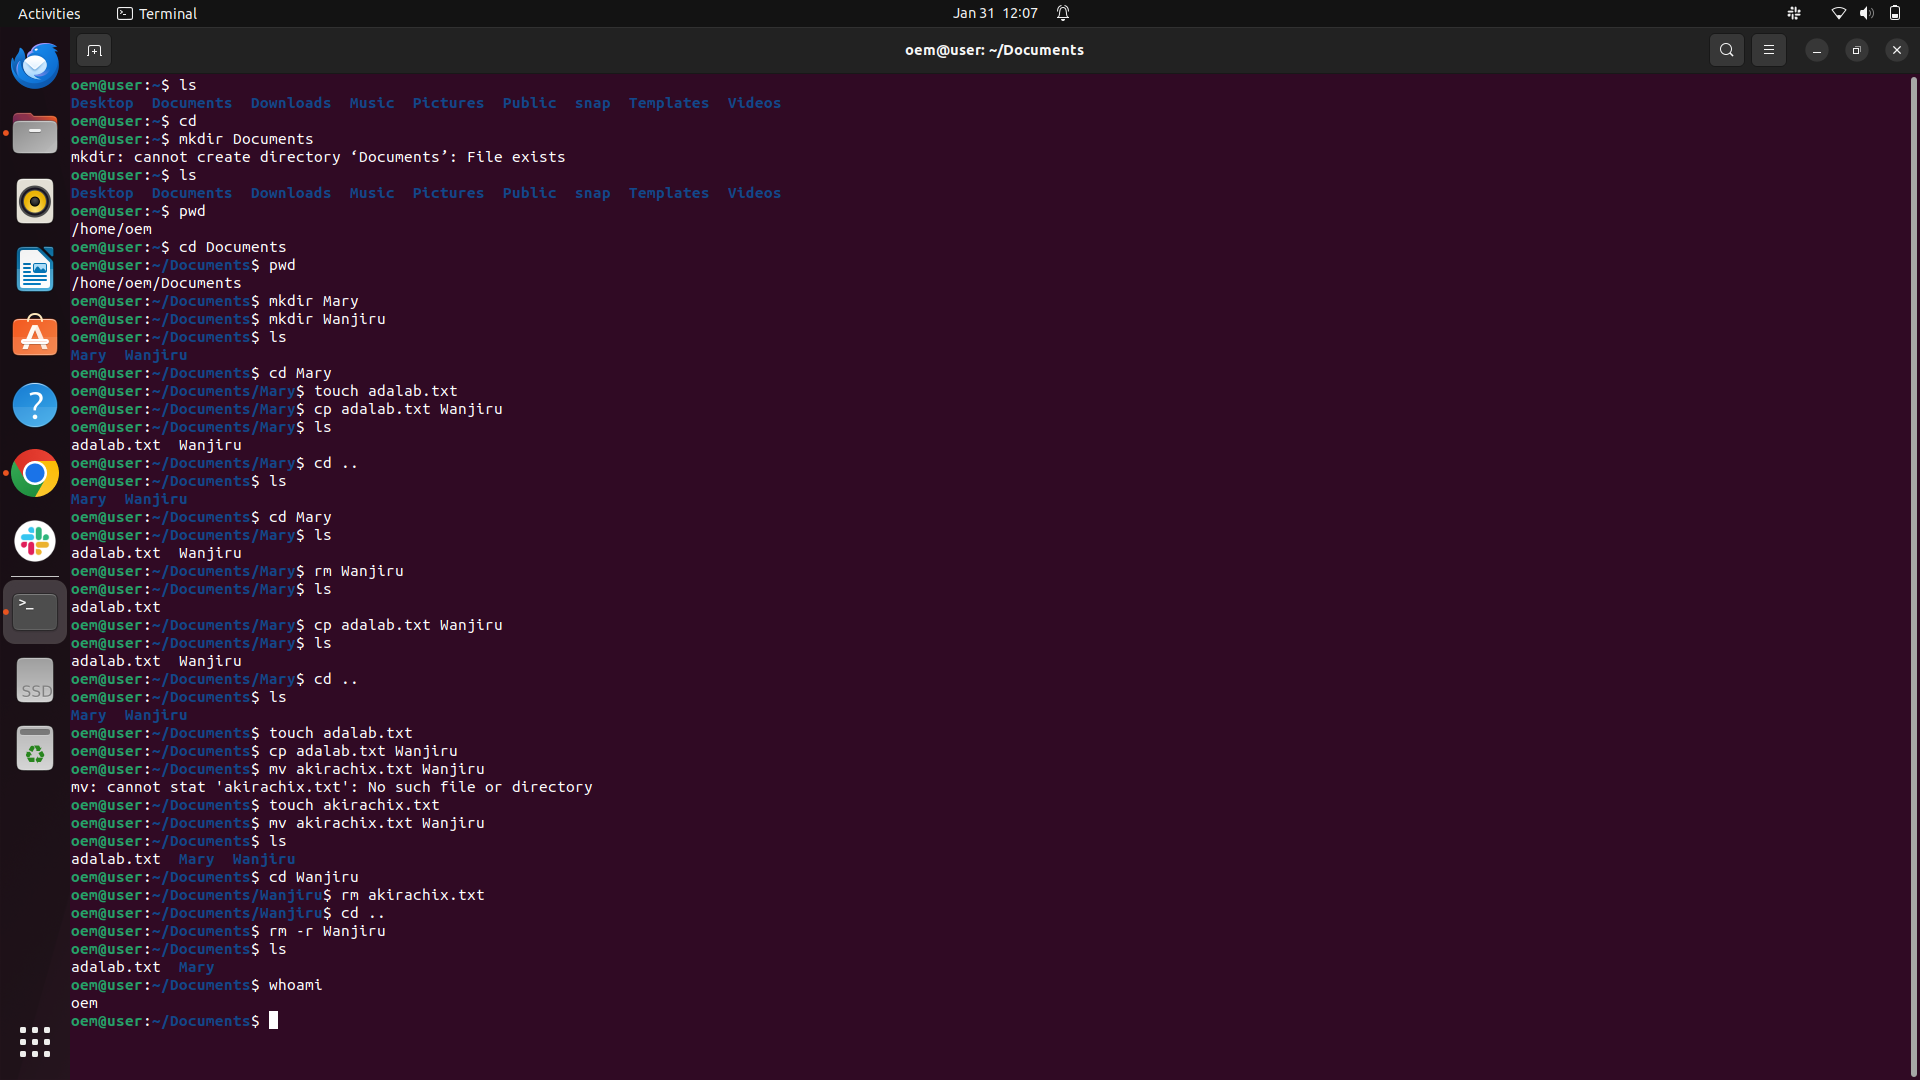 Activities Terminal Jan 31 12:07
oem@user: ~/Documents
oem@user:~$ ls
Desktop Documents Downloads Music Pictures Public snap Templates Videos
oem@user:~$ cd
oem@user:~$ mkdir Documents
mkdir: cannot create directory ‘Documents’: File exists
oem@user:~$ ls
Desktop Documents Downloads Music Pictures Public snap Templates Videos
oem@user:~$ pwd
/home/oem
oem@user:~$ cd Documents
oem@user:~/Documents$ pwd
/home/oem/Documents
oem@user:~/Documents$ mkdir Mary
oem@user:~/Documents$ mkdir Wanjiru
oem@user:~/Documents$ ls
Mary Wanjiru
oem@user:~/Documents$ cd Mary
oem@user:~/Documents/Mary$ touch adalab.txt
oem@user:~/Documents/Mary$ cp adalab.txt Wanjiru
oem@user:~/Documents/Mary$ ls
adalab.txt Wanjiru
oem@user:~/Documents/Mary$ cd ..
oem@user:~/Documents$ ls
Mary Wanjiru
oem@user:~/Documents$ cd Mary
oem@user:~/Documents/Mary$ ls
adalab.txt Wanjiru
oem@user:~/Documents/Mary$ rm Wanjiru
oem@user:~/Documents/Mary$ ls
adalab.txt
oem@user:~/Documents/Mary$ cp adalab.txt Wanjiru
oem@user:~/Documents/Mary$ ls
adalab.txt Wanjiru
oem@user:~/Documents/Mary$ cd ..
oem@user:~/Documents$ ls
Mary Wanjiru
oem@user:~/Documents$ touch adalab.txt
oem@user:~/Documents$ cp adalab.txt Wanjiru
oem@user:~/Documents$ mv akirachix.txt Wanjiru
mv: cannot stat 'akirachix.txt': No such file or directory
oem@user:~/Documents$ touch akirachix.txt
oem@user:~/Documents$ mv akirachix.txt Wanjiru
oem@user:~/Documents$ ls
adalab.txt Mary Wanjiru
oem@user:~/Documents$ cd Wanjiru
oem@user:~/Documents/Wanjiru$ rm akirachix.txt
oem@user:~/Documents/Wanjiru$ cd ..
oem@user:~/Documents$ rm -r Wanjiru
oem@user:~/Documents$ ls
adalab.txt Mary
oem@user:~/Documents$ whoami
oem
oem@user:~/Documents$
SSD